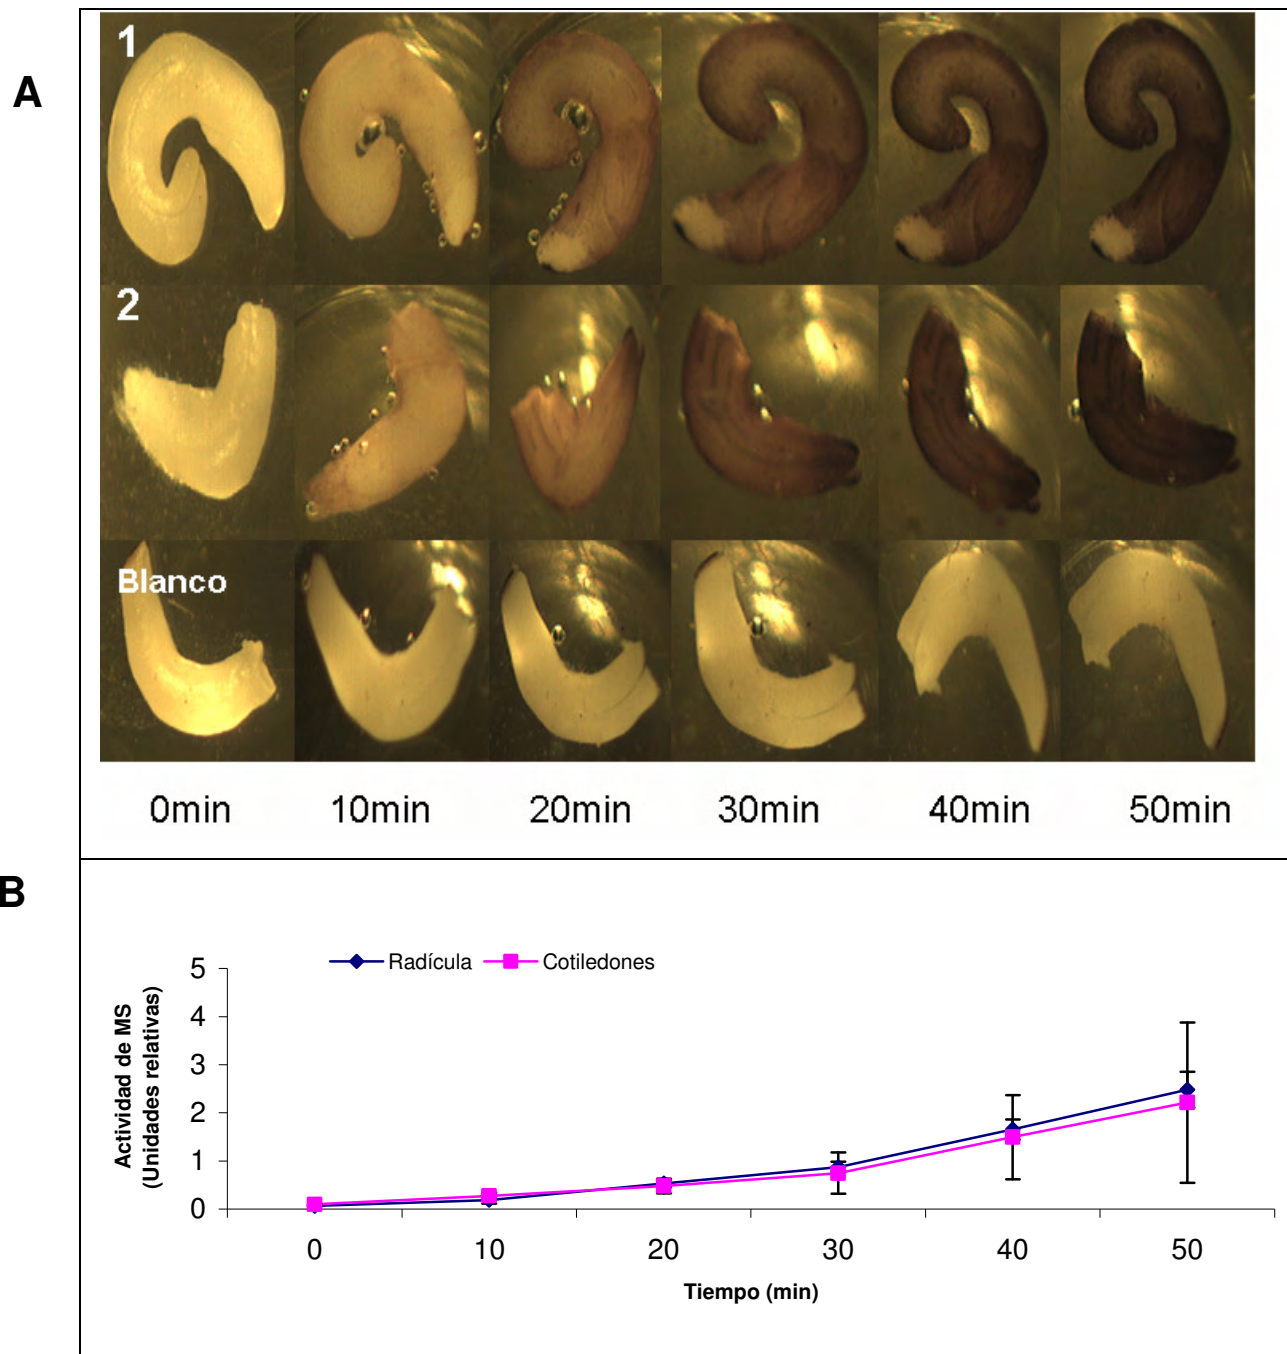 A
1
2
Blanco
0min 10min 20min 30min 40min 50min
B
Radícula Cotiledones
Actividad de MS
(Unidades relativas)
5
4
3
2
1
0
0 10 20 30 40 50
Tiempo (min)